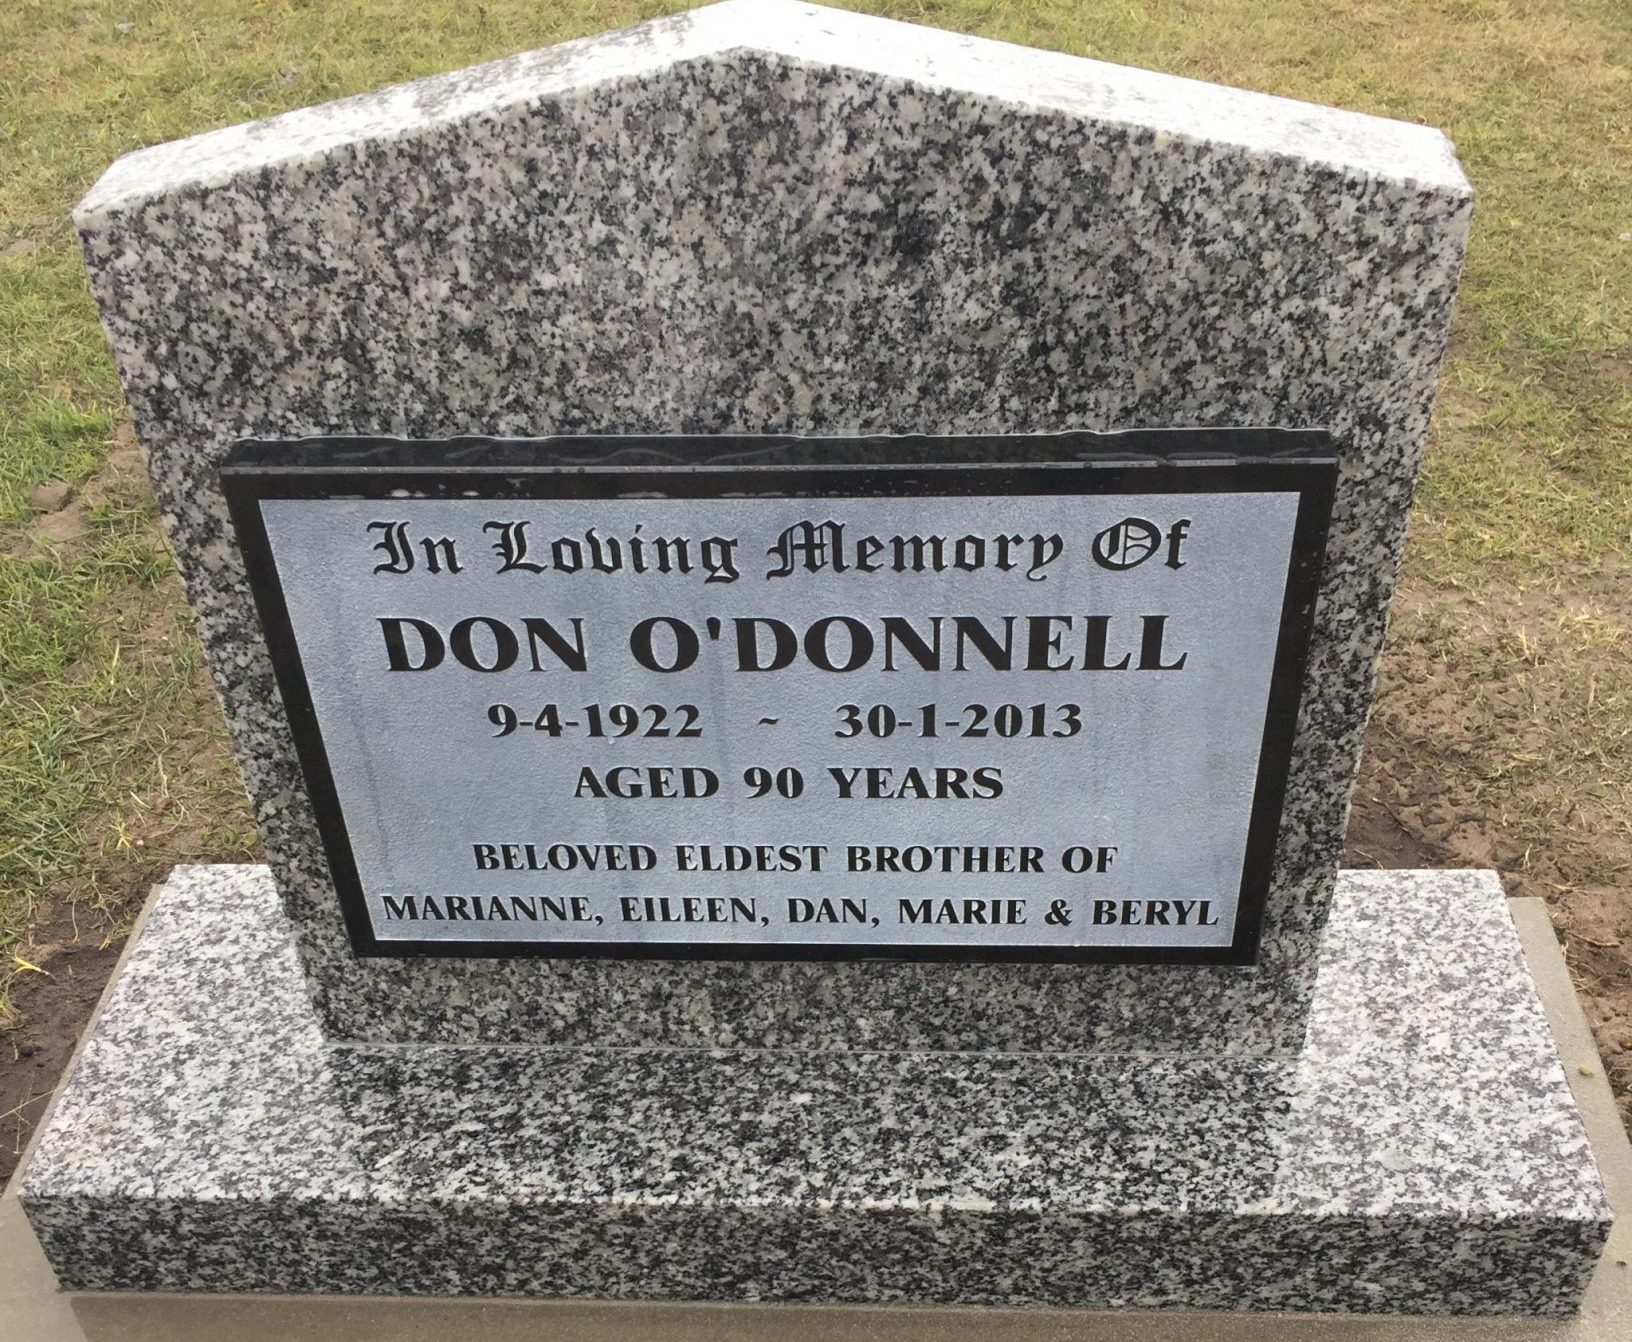 In Loving Memory Of
DON O'DONNELL
9-4-1922 ~ 30-1-2013
AGED 90 YEARS
BELOVED ELDEST BROTHER OF
MARIANNE, EILEEN, DAN, MARIE & BERYL